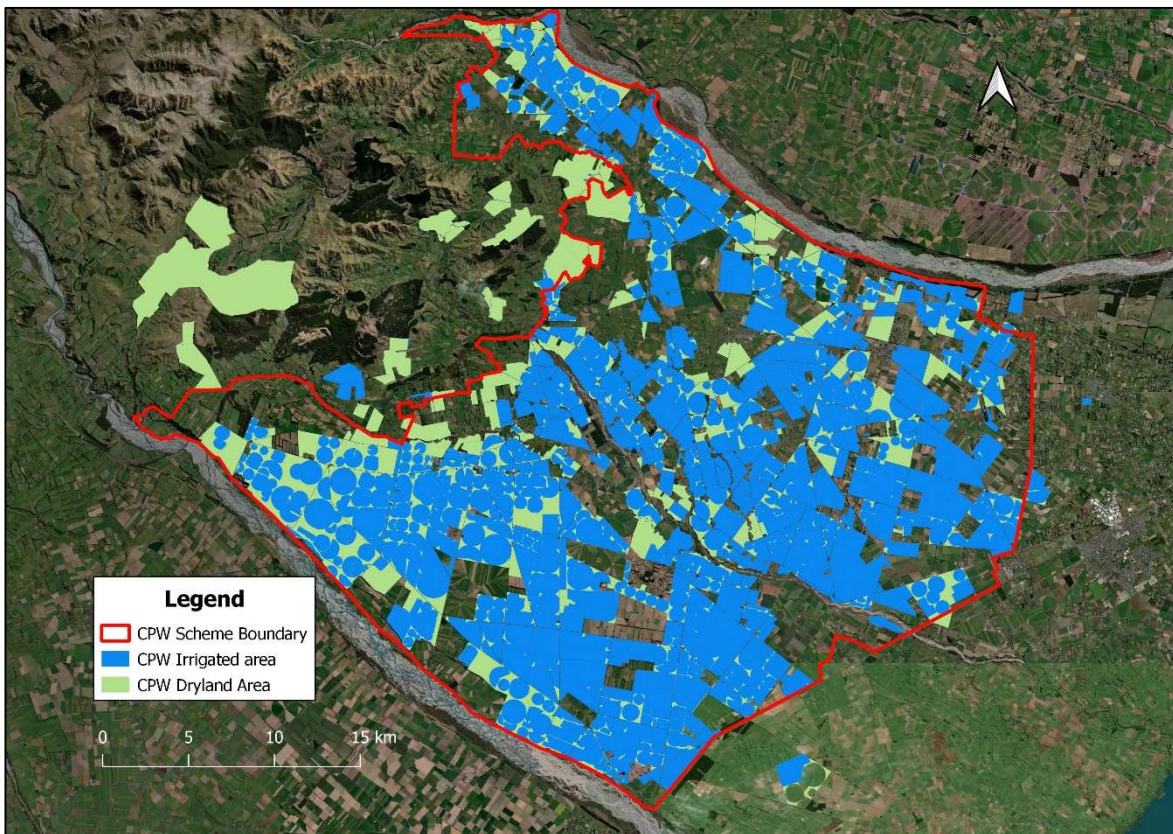 Legend
CPW Scheme Boundary
CPW Irrigated area
CPW Dryland Area
0 5 10 15 km